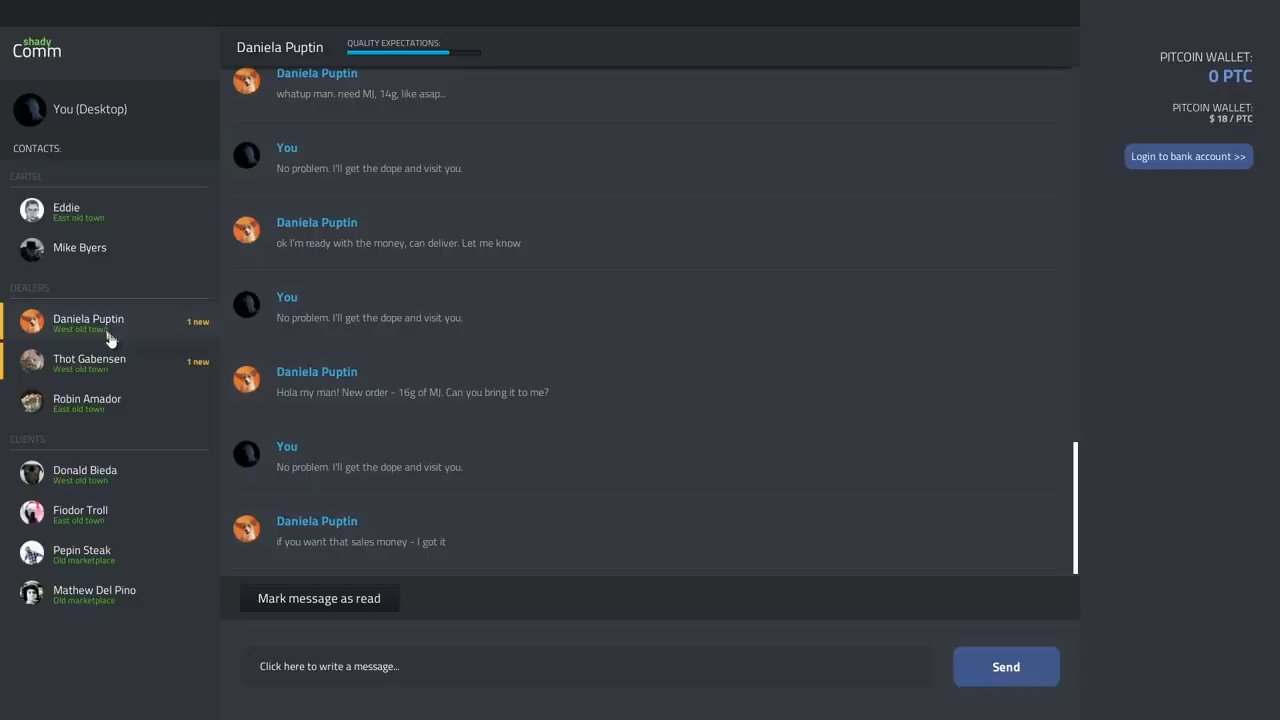 shady
Comm
You (Desktop)
CONTACTS:
CARTEL
Eddie
East old town
Mike Byers
DEALERS
Daniela Puptin
West old town
1 new
Thot Gabensen
West old town
1 new
Robin Amador
East old town
CLIENTS
Donald Bieda
West old town
Fiodor Troll
East old town
Pepin Steak
Old marketplace
Mathew Del Pino
Old marketplace
Daniela Puptin
QUALITY EXPECTATIONS:
Daniela Puptin
whatup man. need MJ, 14g, like asap...
You
No problem. I'll get the dope and visit you.
Daniela Puptin
ok I'm ready with the money, can deliver. Let me know
You
No problem. I'll get the dope and visit you.
Daniela Puptin
Hola my man! New order - 16g of MJ. Can you bring it to me?
You
No problem. I'll get the dope and visit you.
Daniela Puptin
if you want that sales money - I got it
Mark message as read
Click here to write a message...
Send
PITCOIN WALLET:
0 PTC
PITCOIN WALLET:
$ 18 / PTC
Login to bank account >>